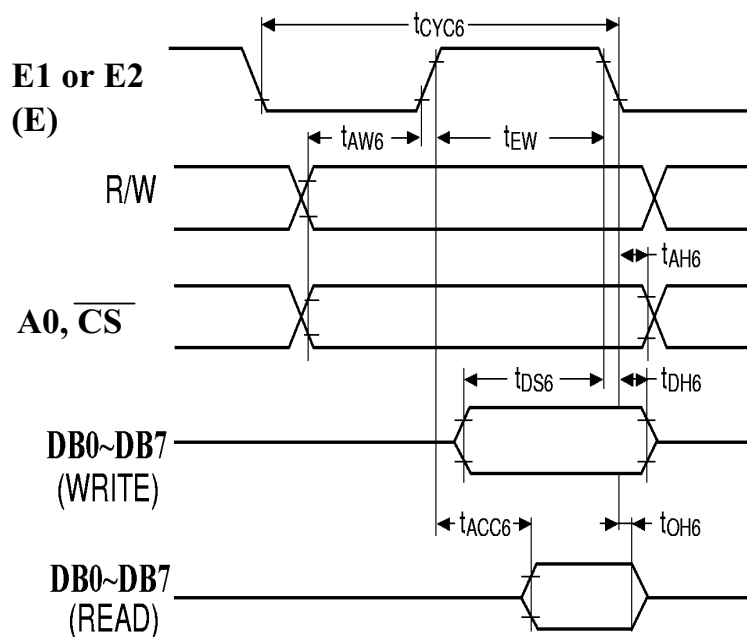 tCYC6
E1 or E2
(E)
tAW6
tEW
R/W
tAH6
A0, CS
tDS6
tDH6
DB0~DB7
(WRITE)
tACC6
tOH6
DB0~DB7
(READ)